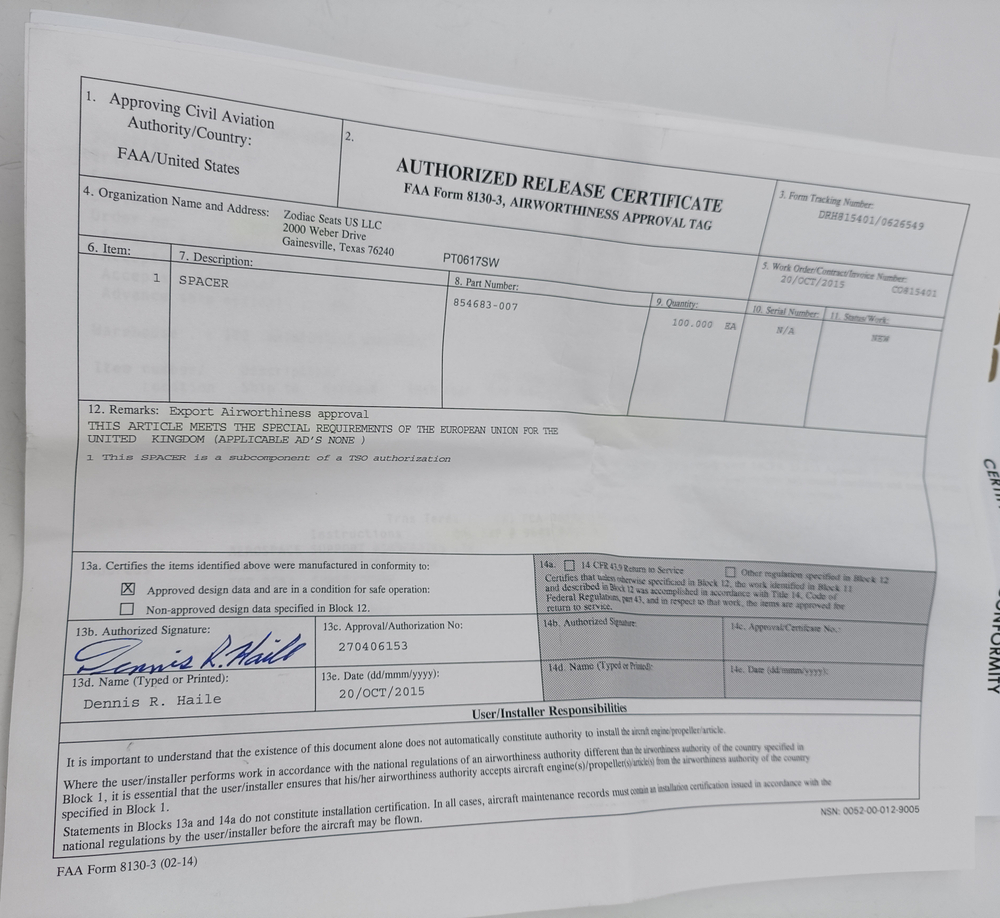 1. Approving Civil Aviation
Authority/Country:
FAA/United States
2.
AUTHORIZED RELEASE CERTIFICATE
FAA Form 8130-3, AIRWORTHINESS APPROVAL TAG
3. Form Tracking Number:
DRH815401/0626549
4. Organization Name and Address:
Zodiac Seats US LLC
2000 Weber Drive
Gainesville, Texas 76240
PT0617SW
5. Work Order/Contract/Invoice Number:
20/OCT/2015 CO815401
6. Item:
7. Description:
8. Part Number:
9. Quantity:
10. Serial Number:
11. Status/Work:
1
SPACER
854683-007
100.000 EA
N/A
NEW
12. Remarks: Export Airworthiness approval
THIS ARTICLE MEETS THE SPECIAL REQUIREMENTS OF THE EUROPEAN UNION FOR THE
UNITED KINGDOM (APPLICABLE AD'S NONE )
1 This SPACER is a subcomponent of a TSO authorization
13a. Certifies the items identified above were manufactured in conformity to:
Approved design data and are in a condition for safe operation:
Non-approved design data specified in Block 12.
14a. 14 CFR 43.9 Return to Service
Other regulation specified in Block 12
Certifies that unless otherwise specified in Block 12, the work identified in Block 11
and described in Block 12 was accomplished in accordance with Title 14, Code of
Federal Regulation, part 43, and in respect to that work, the items are approved for
return to service.
13b. Authorized Signature:
Dennis R. Haile
13c. Approval/Authorization No:
270406153
14b. Authorized Signature
14c. Approval/Certificate No.:
13d. Name (Typed or Printed):
Dennis R. Haile
13e. Date (dd/mmm/yyyy):
20/OCT/2015
14d. Name (Typed or Printed):
14e. Date (dd/mmm/yyyy):
User/Installer Responsibilities
It is important to understand that the existence of this document alone does not automatically constitute authority to install the aircraft engine/propeller/article.
Where the user/installer performs work in accordance with the national regulations of an airworthiness authority different than the airworthiness authority of the country specified in
Block 1, it is essential that the user/installer ensures that his/her airworthiness authority accepts aircraft engine(s)/propeller(s)/article(s) from the airworthiness authority of the country
specified in Block 1.
Statements in Blocks 13a and 14a do not constitute installation certification. In all cases, aircraft maintenance records must contain an installation certification issued in accordance with the
national regulations by the user/installer before the aircraft may be flown.
FAA Form 8130-3 (02-14)
NSN: 0052-00-012-9005